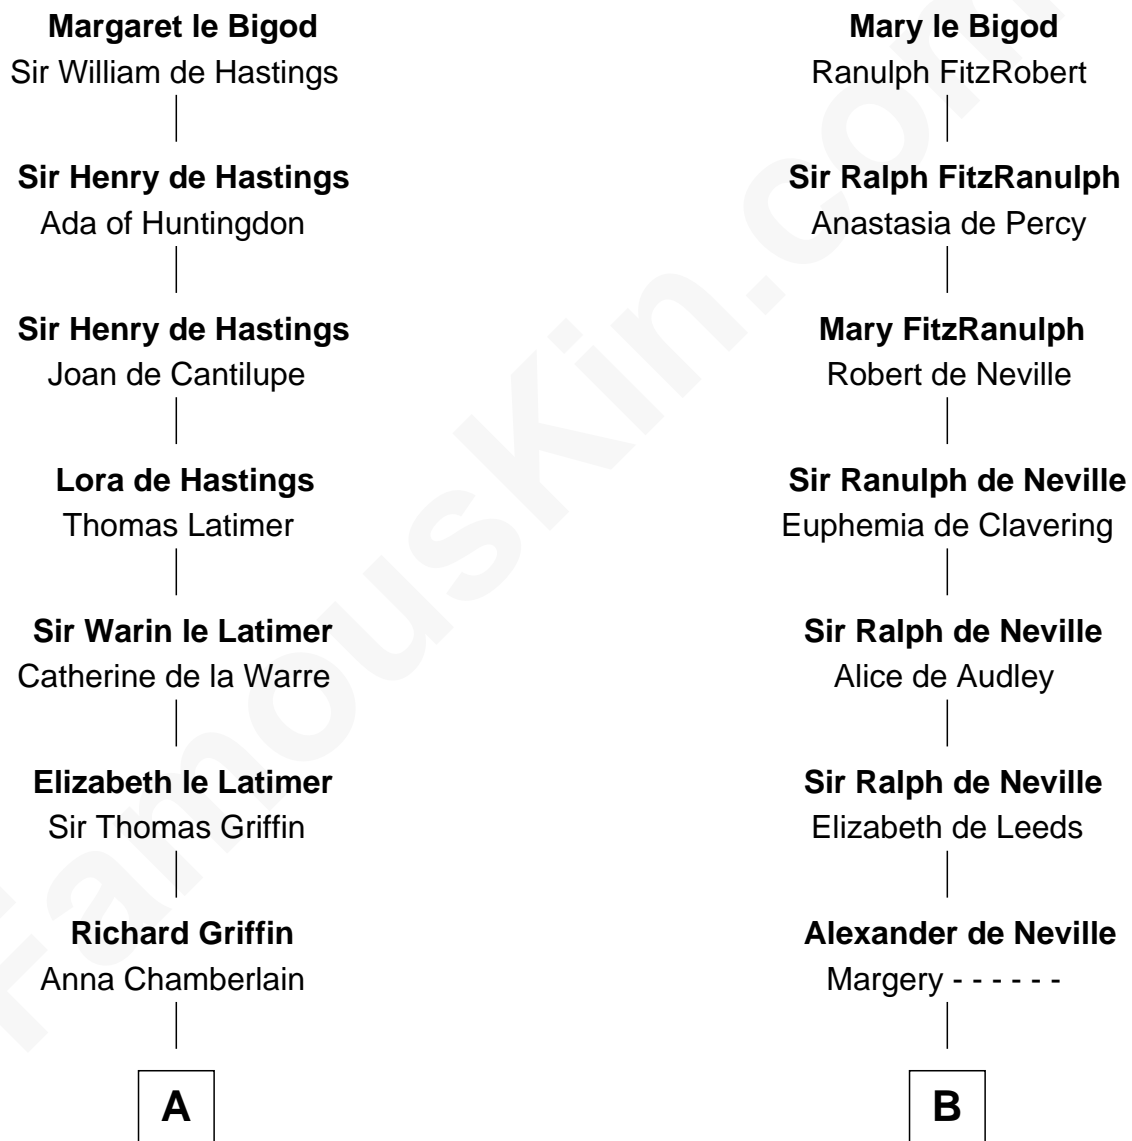 Margaret le Bigod
Sir William de Hastings
Sir Henry de Hastings
Ada of Huntingdon
Sir Henry de Hastings
Joan de Cantilupe
Lora de Hastings
Thomas Latimer
Sir Warin le Latimer
Catherine de la Warre
Elizabeth le Latimer
Sir Thomas Griffin
Richard Griffin
Anna Chamberlain
A
Mary le Bigod
Ranulph FitzRobert
Sir Ralph FitzRanulph
Anastasia de Percy
Mary FitzRanulph
Robert de Neville
Sir Ranulph de Neville
Euphemia de Clavering
Sir Ralph de Neville
Alice de Audley
Sir Ralph de Neville
Elizabeth de Leeds
Alexander de Neville
Margery - - - - - -
B
FamousKin.com